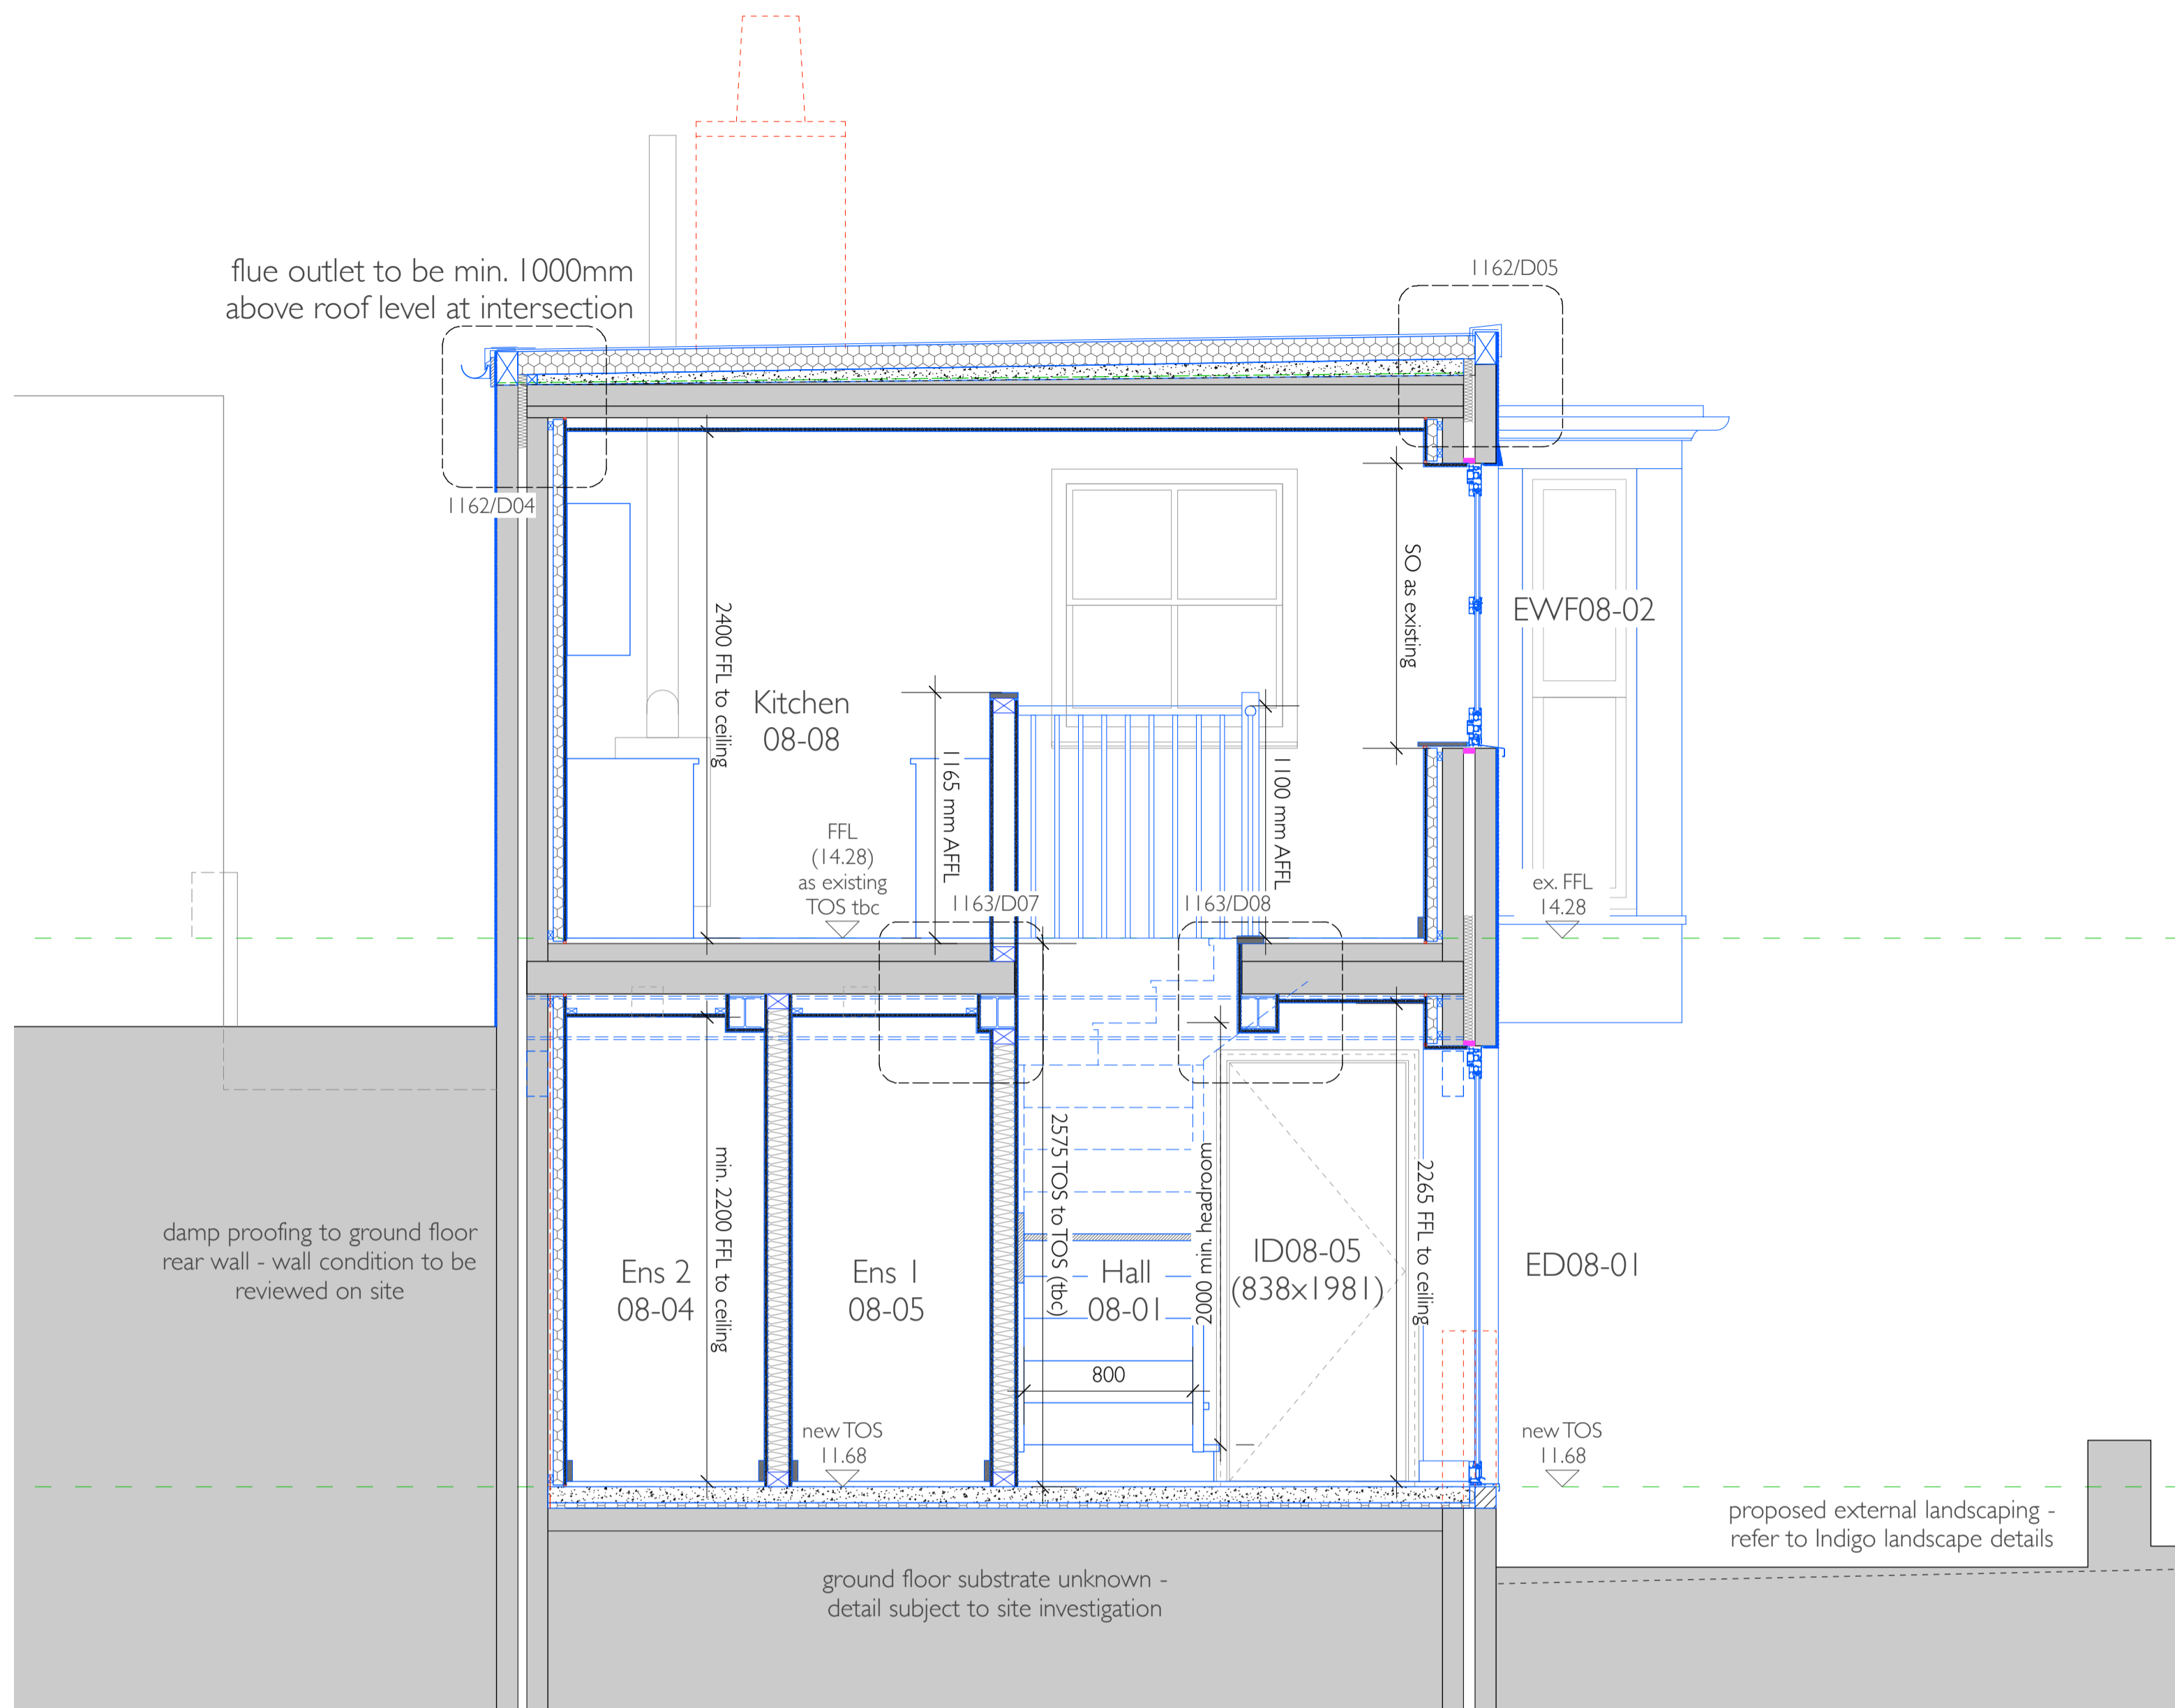 flue outlet to be min. 1000mm
above roof level at intersection
1162/D05
1162/D04
2400 FFL to ceiling
SO as existing
EWF08-02
Kitchen
08-08
1165 mm AFFL
1100 mm AFFL
FFL
(14.28)
as existing
TOS tbc
1163/D07
1163/D08
ex. FFL
14.28
damp proofing to ground floor
rear wall - wall condition to be
reviewed on site
min. 2200 FFL to ceiling
2575 TOS to TOS (tbc)
2000 min. headroom
2265 FFL to ceiling
Ens 2
08-04
Ens 1
08-05
Hall
08-01
ID08-05
(838x1981)
ED08-01
800
new TOS
11.68
new TOS
11.68
proposed external landscaping -
refer to Indigo landscape details
ground floor substrate unknown -
detail subject to site investigation